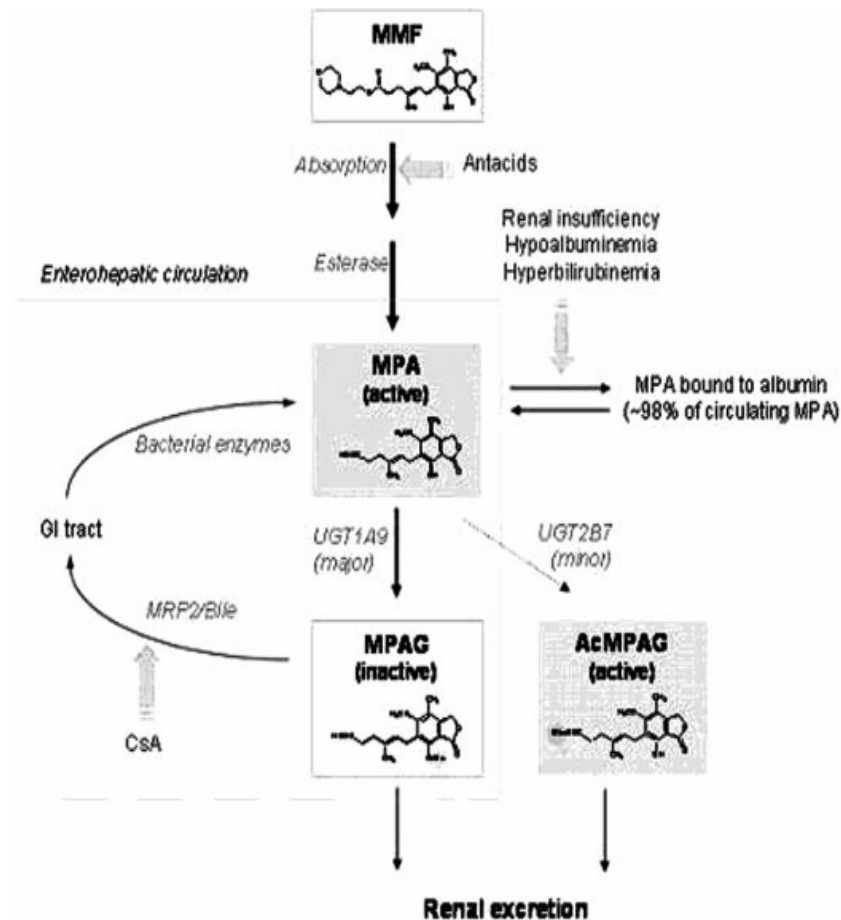 MMF
Absorption
Antacids
Renal insufficiency
Hypoalbuminemia
Hyperbilirubinemia
Enterohepatic circulation
Esterase
MPA
(active)
MPA bound to albumin
(~98% of circulating MPA)
Bacterial enzymes
GI tract
UGT1A9
(major)
UGT2B7
(minor)
MRP2/Bile
MPAG
(inactive)
AcMPAG
(active)
CsA
Renal excretion